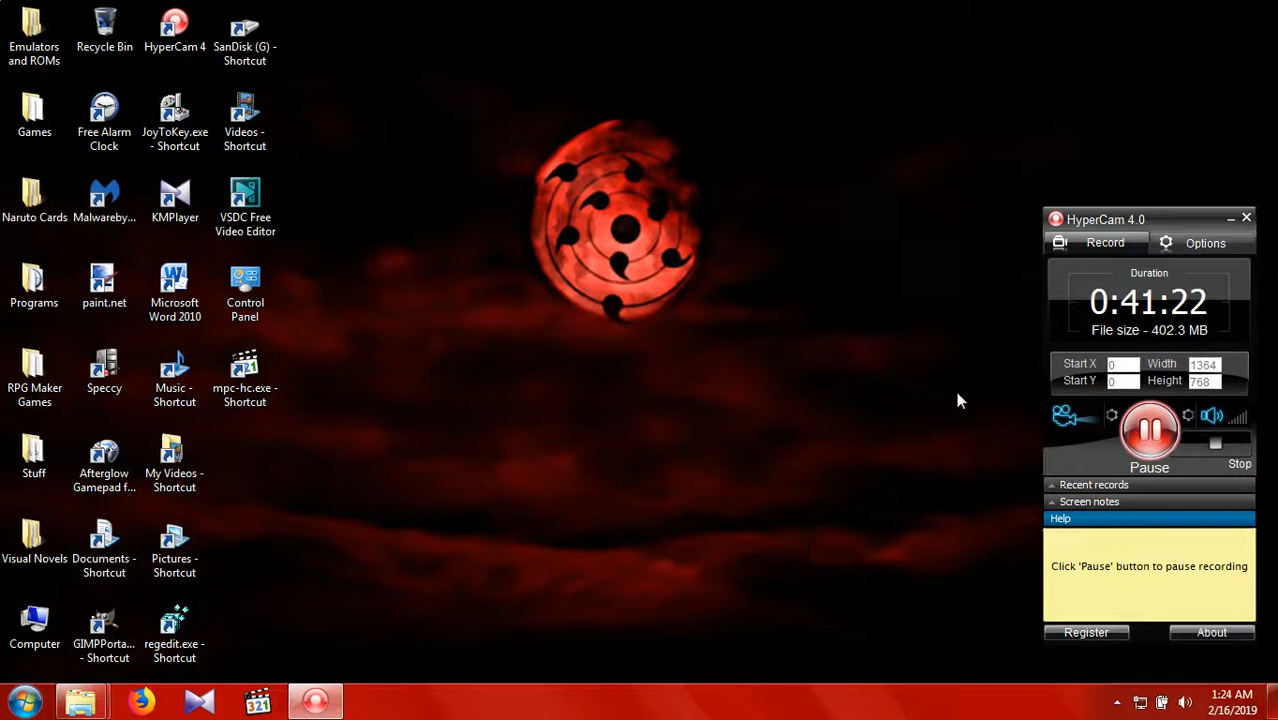 Emulators
and ROMs
Recycle Bin
HyperCam 4
SanDisk (G) -
Shortcut
Games
Free Alarm
Clock
JoyToKey.exe
- Shortcut
Videos -
Shortcut
Naruto Cards
Malwareby...
KMPlayer
VSDC Free
Video Editor
Programs
paint.net
Microsoft
Word 2010
Control
Panel
RPG Maker
Games
Speccy
Music -
Shortcut
321
mpc-hc.exe -
Shortcut
Stuff
Afterglow
Gamepad f...
My Videos -
Shortcut
Visual Novels
Documents -
Shortcut
Pictures -
Shortcut
Computer
GIMPPorta...
- Shortcut
regedit.exe -
Shortcut
HyperCam 4.0
Record
Options
Duration
0:41:22
File size - 402.3 MB
Start X 0 Width 1364
Start Y 0 Height 768
Pause
Stop
Recent records
Screen notes
Help
Click 'Pause' button to pause recording
Register
About
321
1:24 AM
2/16/2019